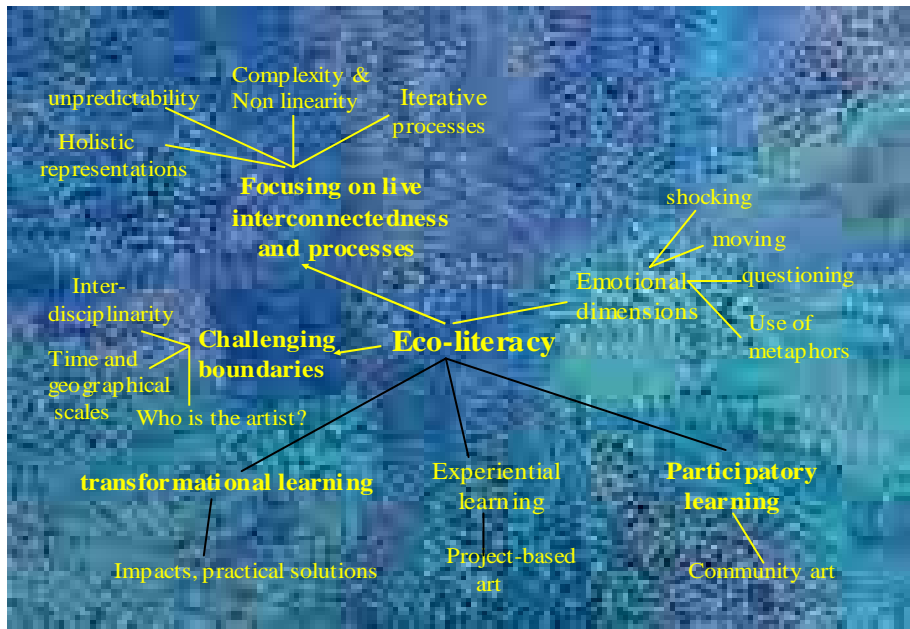 Complexity &
Non linearity
unpredictability
Iterative
processes
Holistic
representations
Focusing on live
interconnectedness
and processes
shocking
moving
questioning
Emotional
dimensions
Use of
metaphors
Inter-
disciplinarity
Challenging
boundaries
Eco-literacy
Time and
geographical
scales
Who is the artist?
transformational learning
Experiential
learning
Participatory
learning
Impacts, practical solutions
Project-based
art
Community art